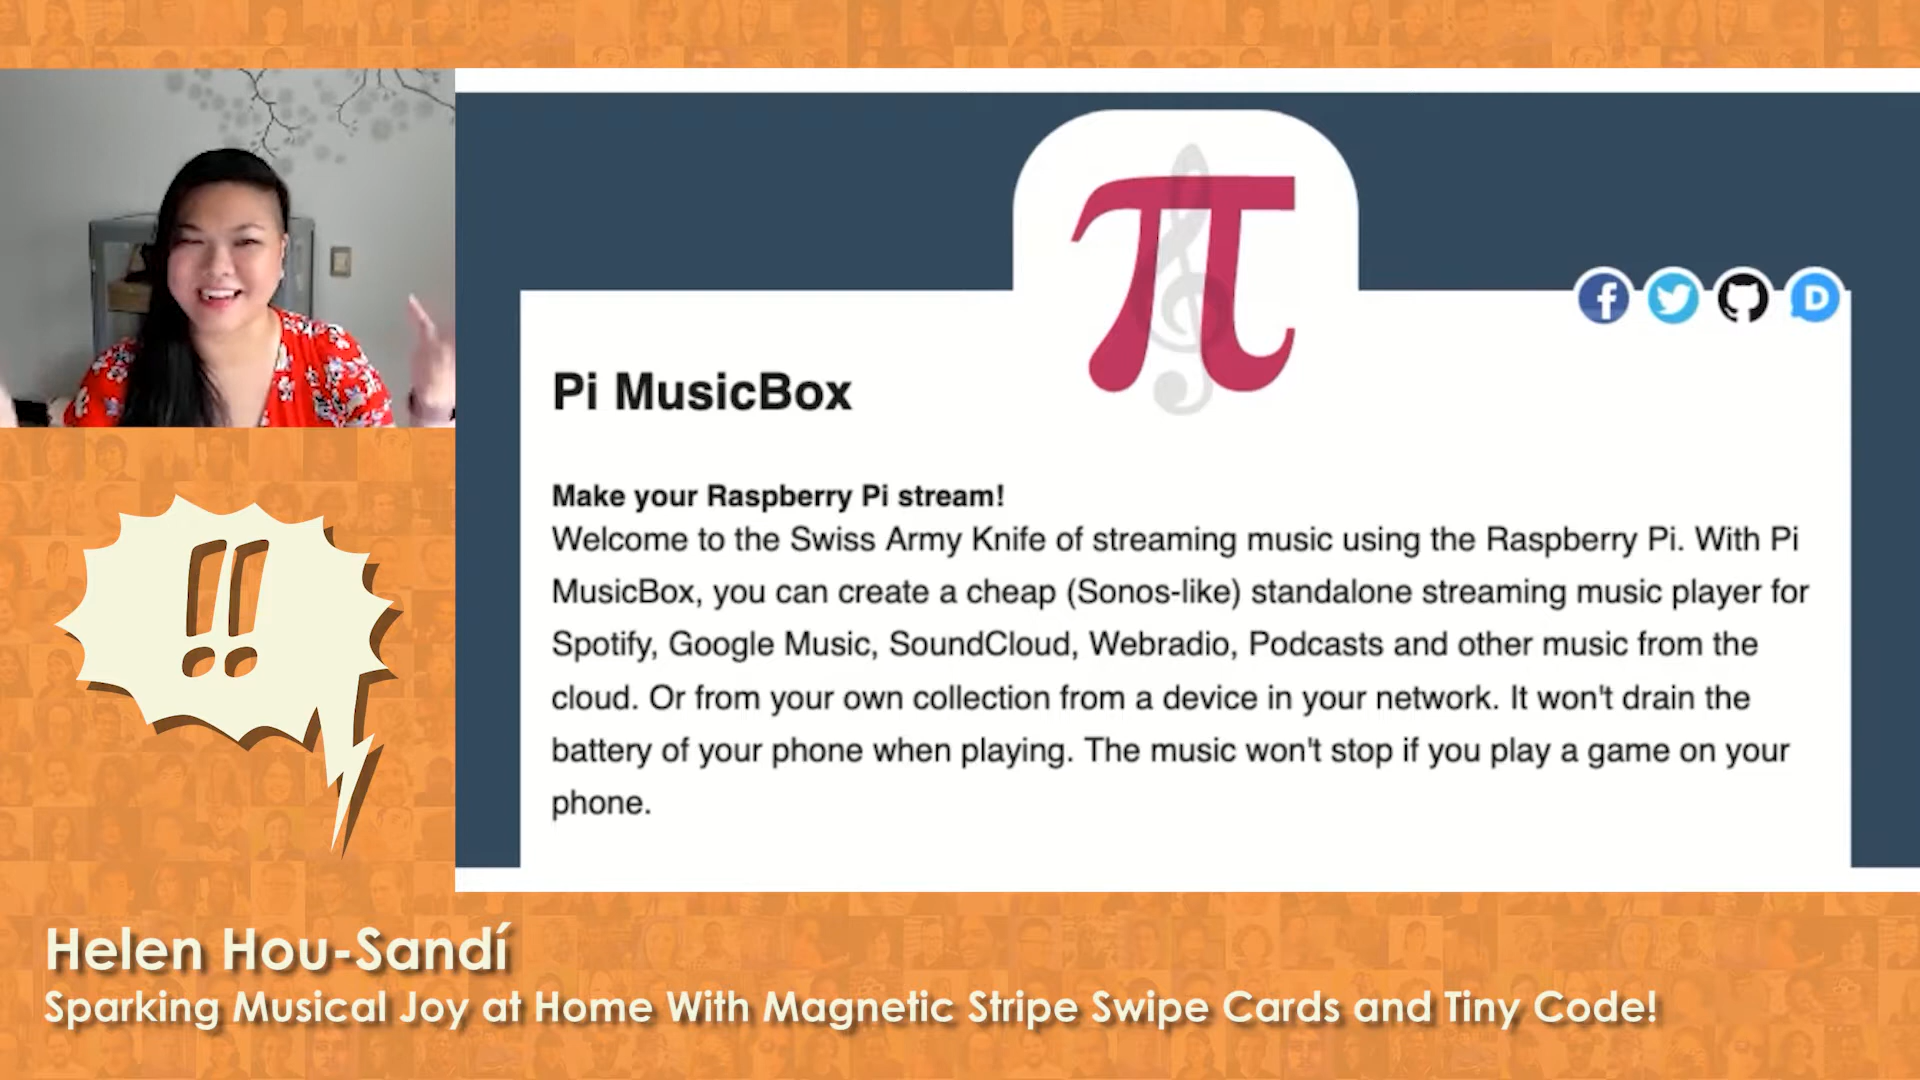 Pi MusicBox
Make your Raspberry Pi stream!
Welcome to the Swiss Army Knife of streaming music using the Raspberry Pi. With Pi
MusicBox, you can create a cheap (Sonos-like) standalone streaming music player for
Spotify, Google Music, SoundCloud, Webradio, Podcasts and other music from the
cloud. Or from your own collection from a device in your network. It won't drain the
battery of your phone when playing. The music won't stop if you play a game on your
phone.
!!
Helen Hou-Sandí
Sparking Musical Joy at Home With Magnetic Stripe Swipe Cards and Tiny Code!